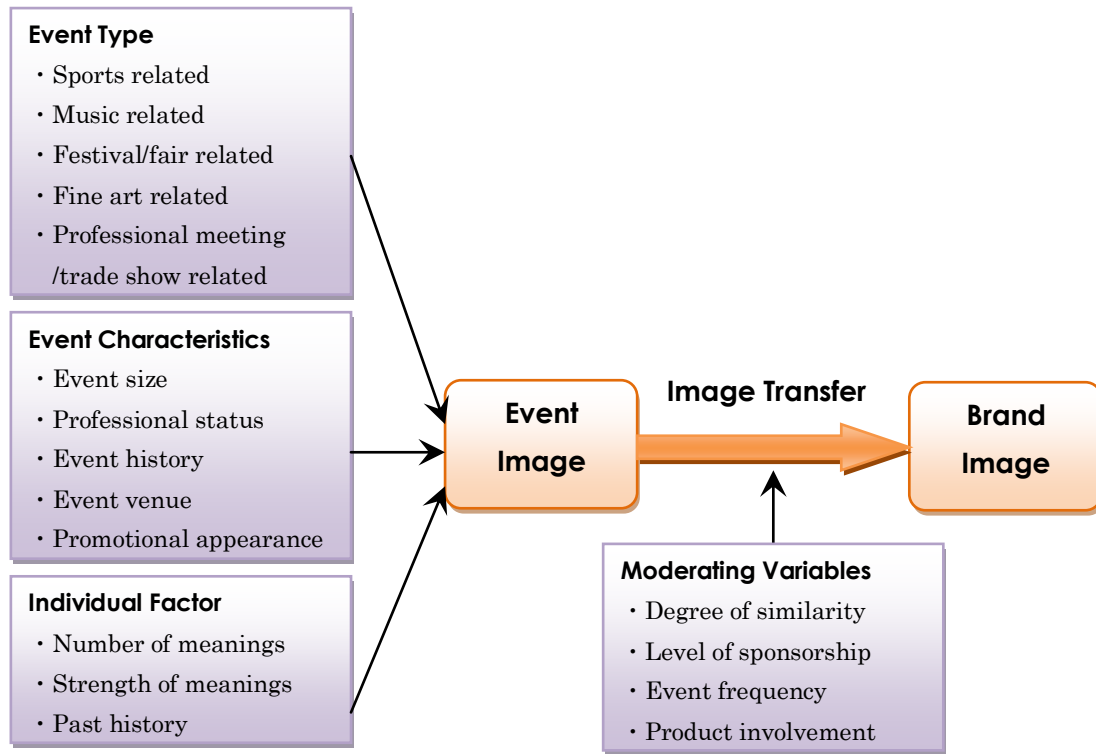 Event Type
・Sports related
・Music related
・Festival/fair related
・Fine art related
・Professional meeting
/trade show related
Event Characteristics
・Event size
・Professional status
・Event history
・Event venue
・Promotional appearance
Individual Factor
・Number of meanings
・Strength of meanings
・Past history
Event
Image
Image Transfer
Brand
Image
Moderating Variables
・Degree of similarity
・Level of sponsorship
・Event frequency
・Product involvement